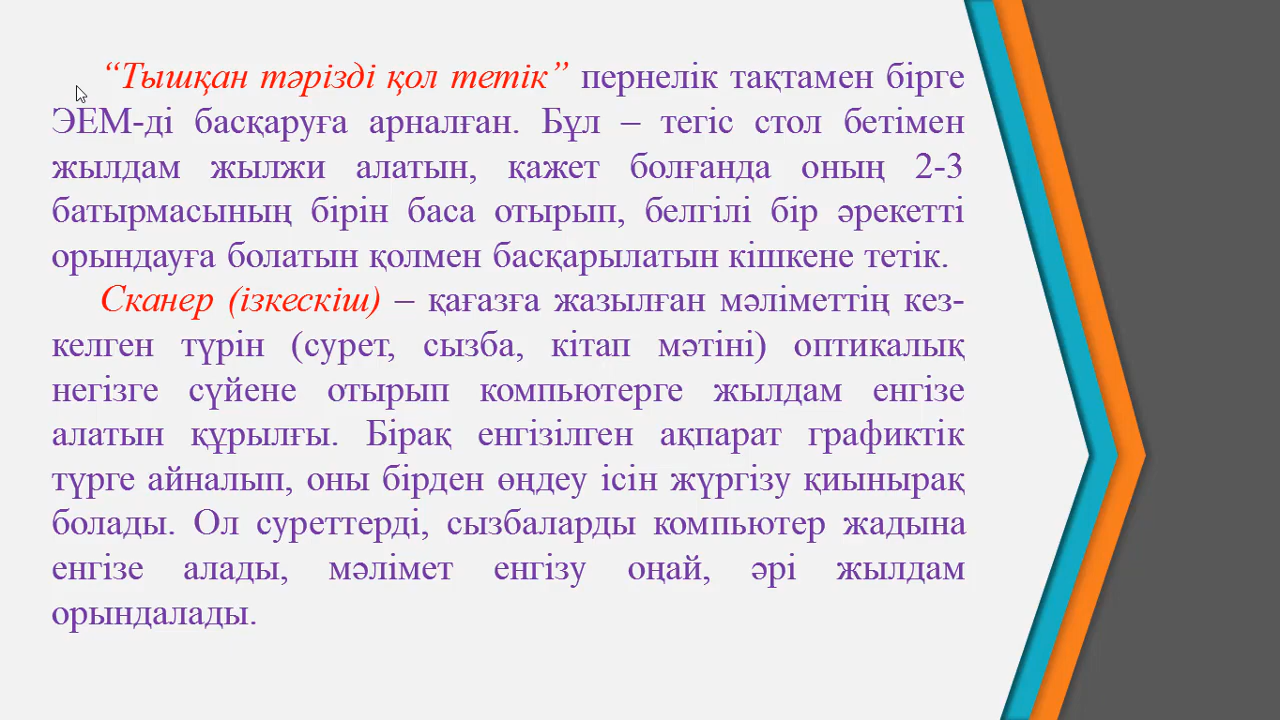 “Тышқан тәрізді қол тетік” пернелік тақтамен бірге
ЭЕМ-ді басқаруға арналған. Бұл – тегіс стол бетімен
жылдам жылжи алатын, қажет болғанда оның 2-3
батырмасының бірін баса отырып, белгілі бір әрекетті
орындауға болатын қолмен басқарылатын кішкене тетік.
Сканер (ізкескіш) – қағазға жазылған мәліметтің кез-
келген түрін (сурет, сызба, кітап мәтіні) оптикалық
негізге сүйене отырып компьютерге жылдам енгізе
алатын құрылғы. Бірақ енгізілген ақпарат графиктік
түрге айналып, оны бірден өңдеу ісін жүргізу қиынырақ
болады. Ол суреттерді, сызбаларды компьютер жадына
енгізе алады, мәлімет енгізу оңай, әрі жылдам
орындалады.